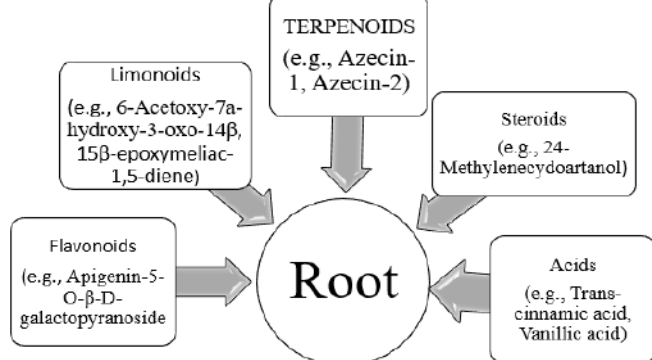 TERPENOIDS
(e.g., Azecin-
1, Azecin-2)
Limonoids
(e.g., 6-Acetoxy-7a-
hydroxy-3-oxo-14β,
15β-epoxymeliac-
1,5-diene)
Steroids
(e.g., 24-
Methylenecydoartanol)
Flavonoids
(e.g., Apigenin-5-
O-β-D-
galactopyranoside
Root
Acids
(e.g., Trans-
cinnamic acid,
Vanillic acid)